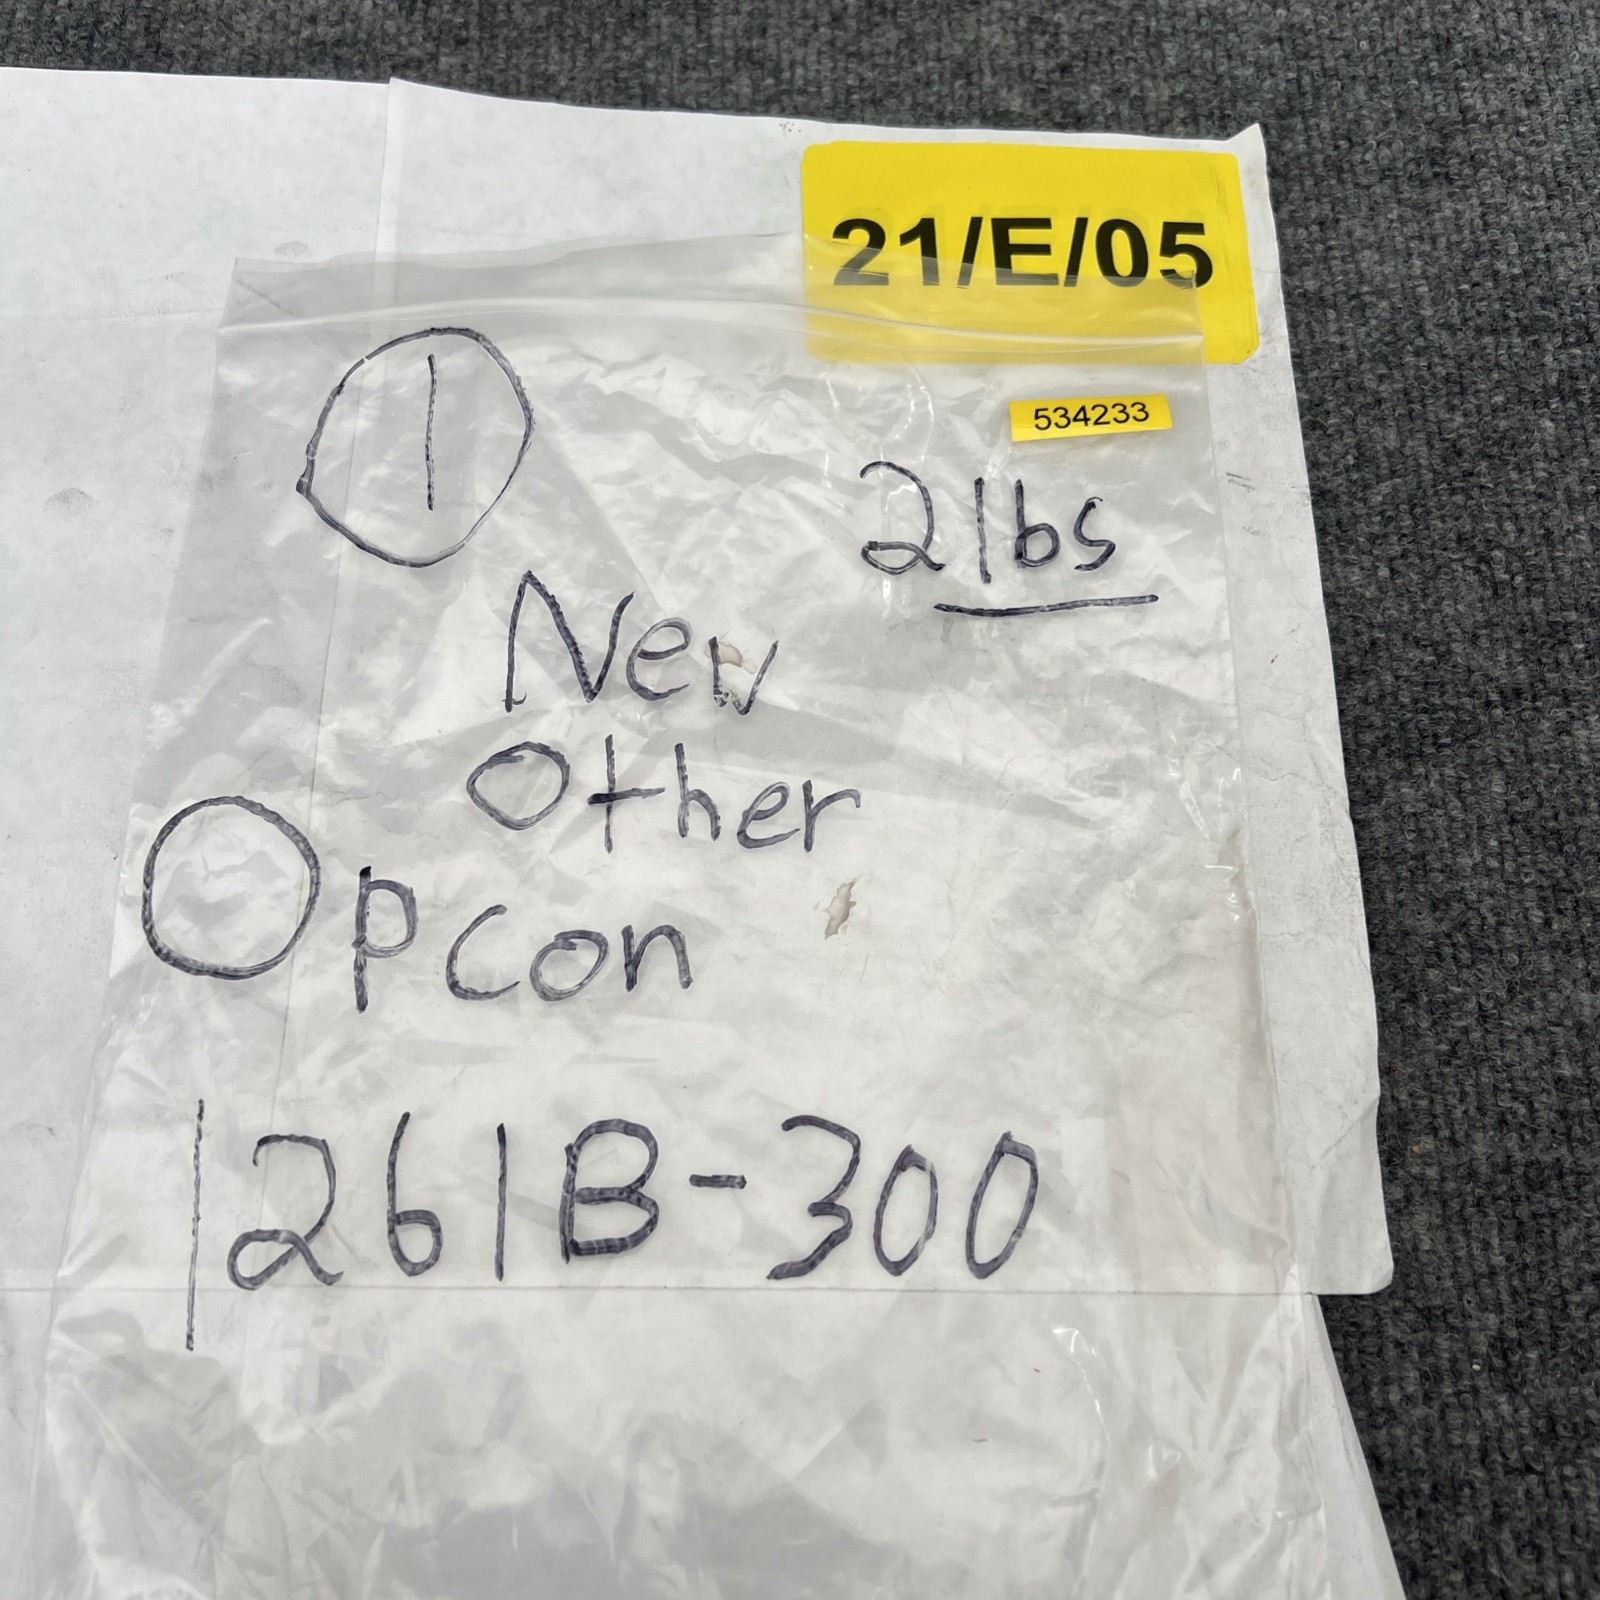 21/E/05
534233
1
2lbs
New
Other
Opcon
1261B-300